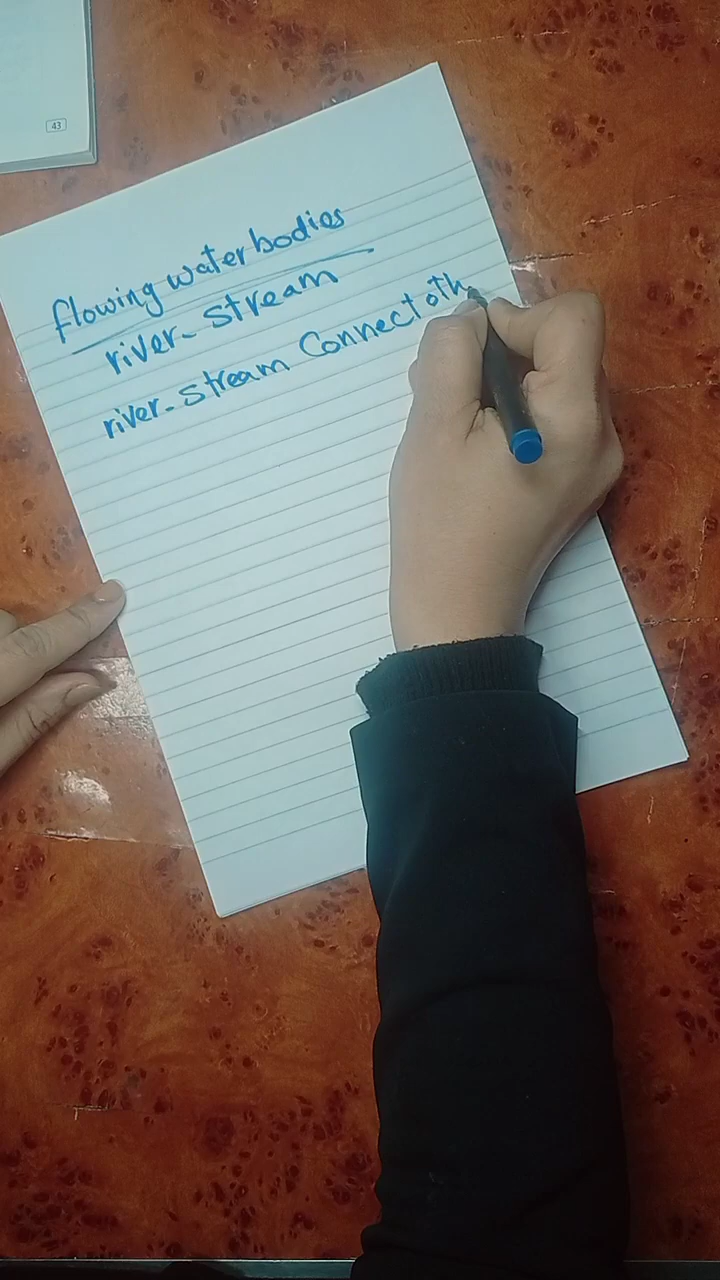 43
flowing water bodies
river - stream
river - stream Connect oth